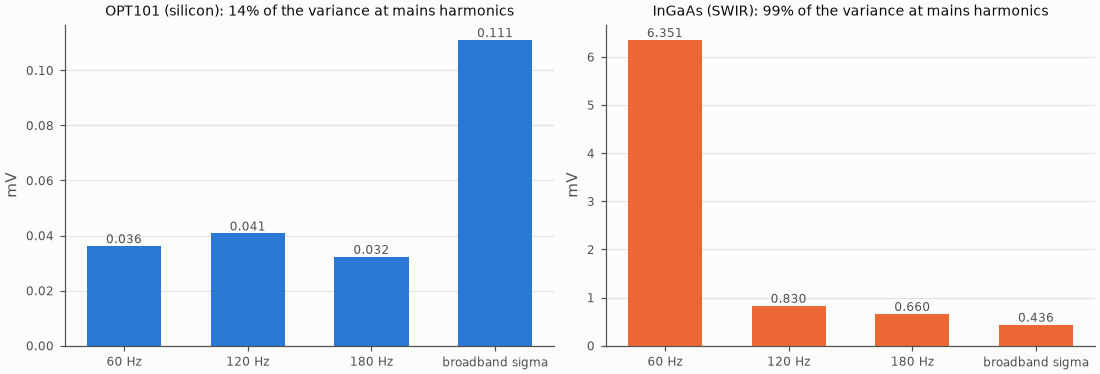 OPT101 (silicon): 14% of the variance at mains harmonics
mV
0.10
0.08
0.06
0.04
0.02
0.00
0.036
0.041
0.032
0.111
60 Hz
120 Hz
180 Hz
broadband sigma
InGaAs (SWIR): 99% of the variance at mains harmonics
mV
6
5
4
3
2
1
0
6.351
0.830
0.660
0.436
60 Hz
120 Hz
180 Hz
broadband sigma